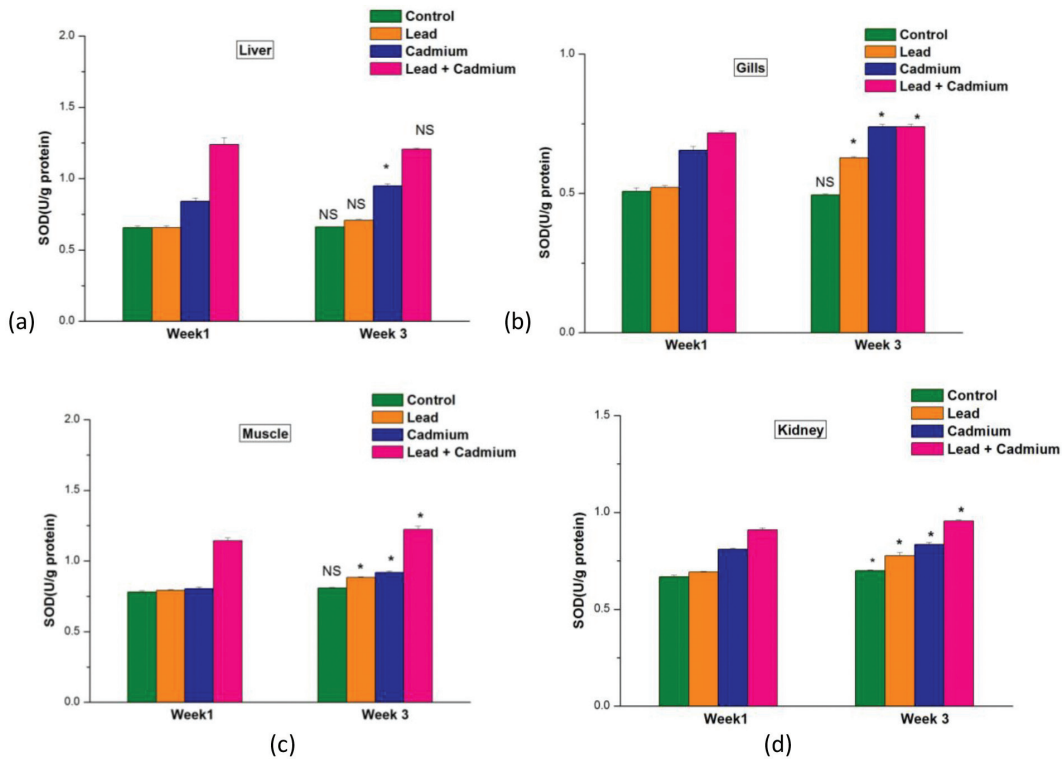 Control
Lead
Cadmium
Lead + Cadmium
Liver
2.0
1.5
1.0
0.5
0.0
SOD(U/g protein)
NS
NS
*
NS
Week1
Week 3
(a)
Control
Lead
Cadmium
Lead + Cadmium
Gills
1.0
0.5
0.0
SOD(U/g protein)
NS
*
*
*
Week1
Week 3
(b)
Control
Lead
Cadmium
Lead + Cadmium
Muscle
2.0
1.5
1.0
0.5
0.0
SOD(U/g protein)
NS
*
*
*
Week1
Week 3
(c)
Control
Lead
Cadmium
Lead + Cadmium
Kidney
1.5
1.0
0.5
0.0
SOD(U/g protein)
*
*
*
*
Week1
Week 3
(d)